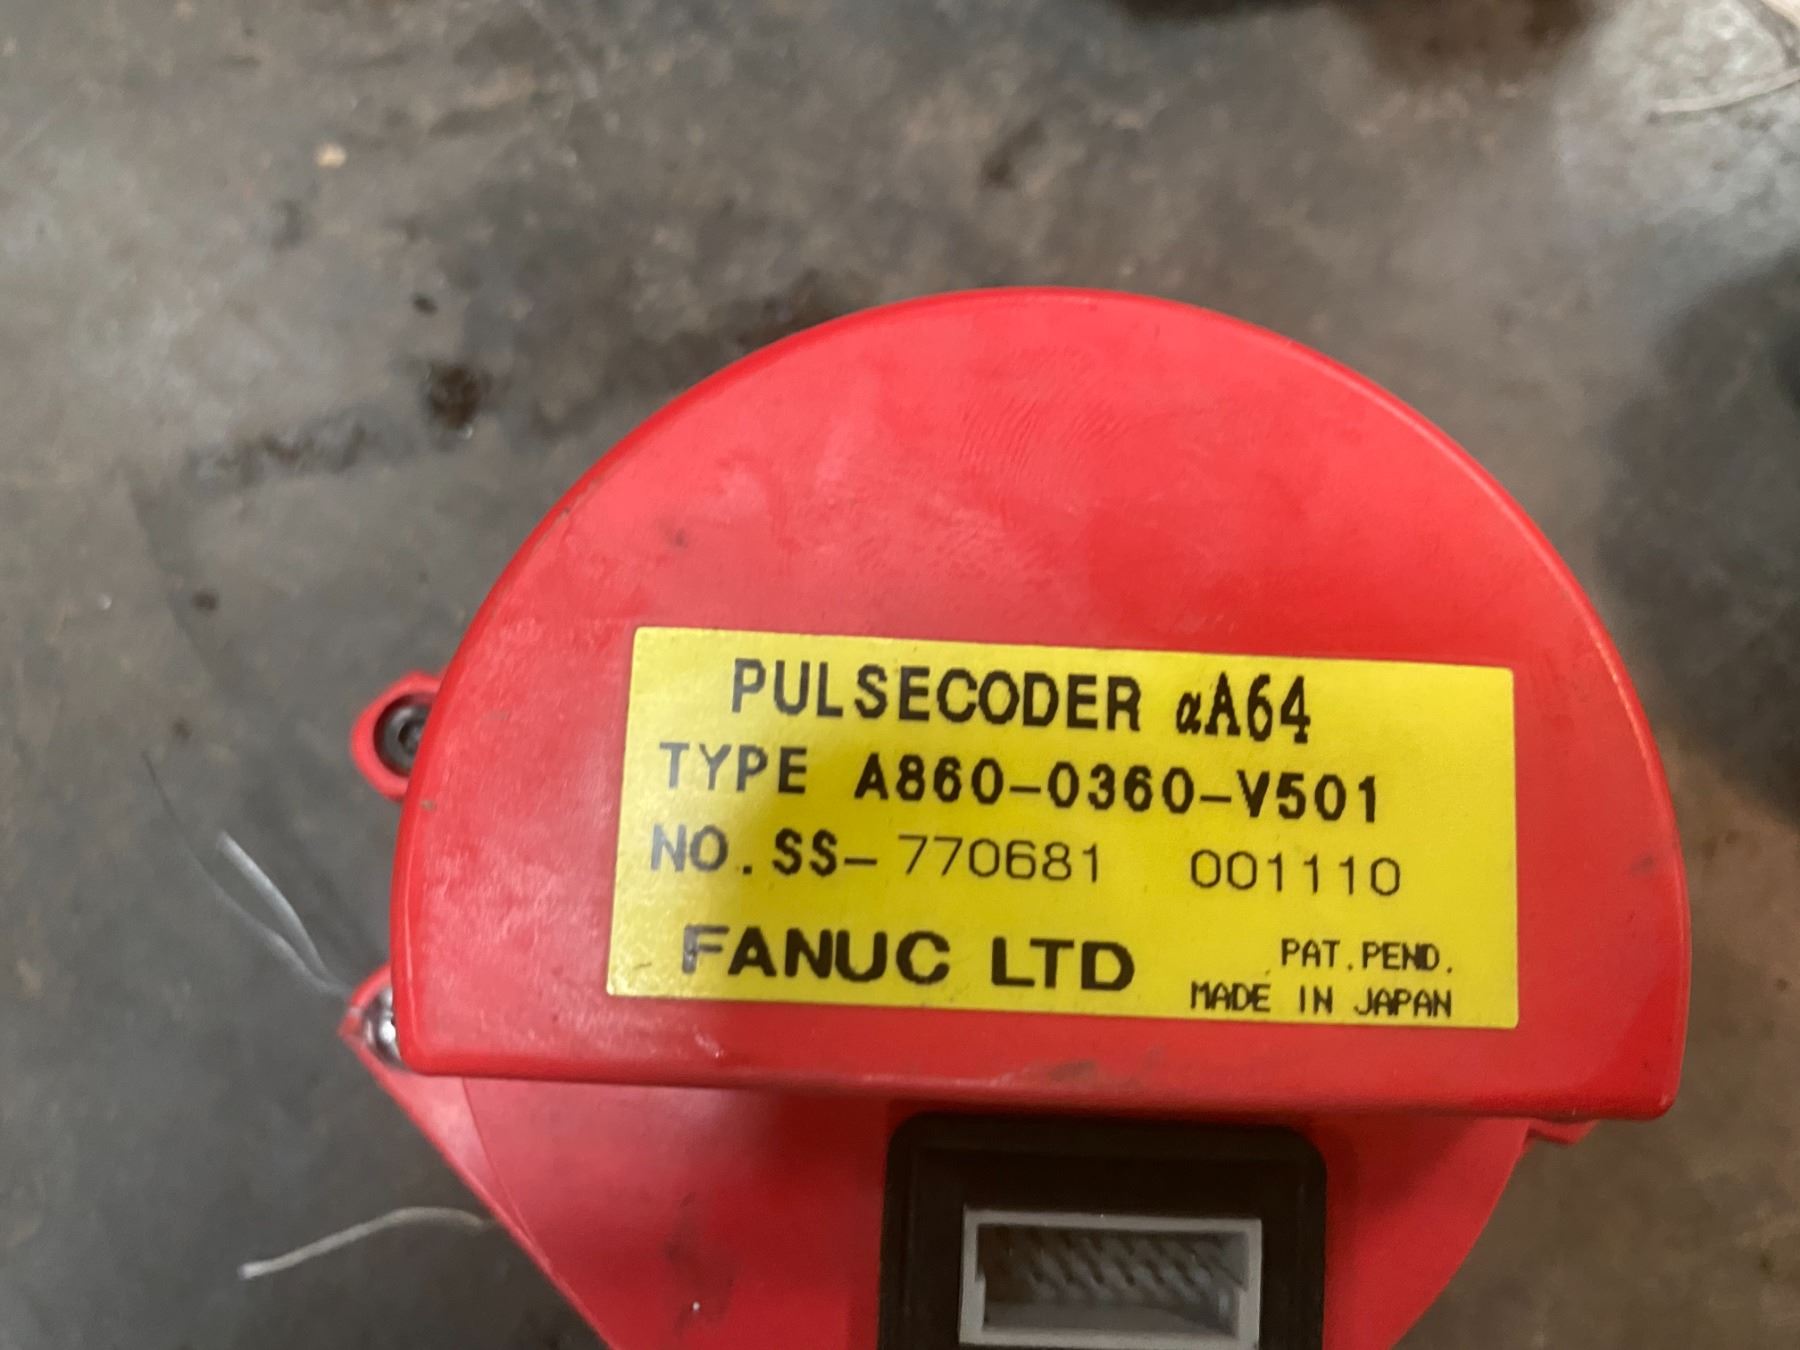 PULSECODER αA64
TYPE A860-0360-V501
NO.SS-770681 001110
FANUC LTD PAT.PEND.
MADE IN JAPAN